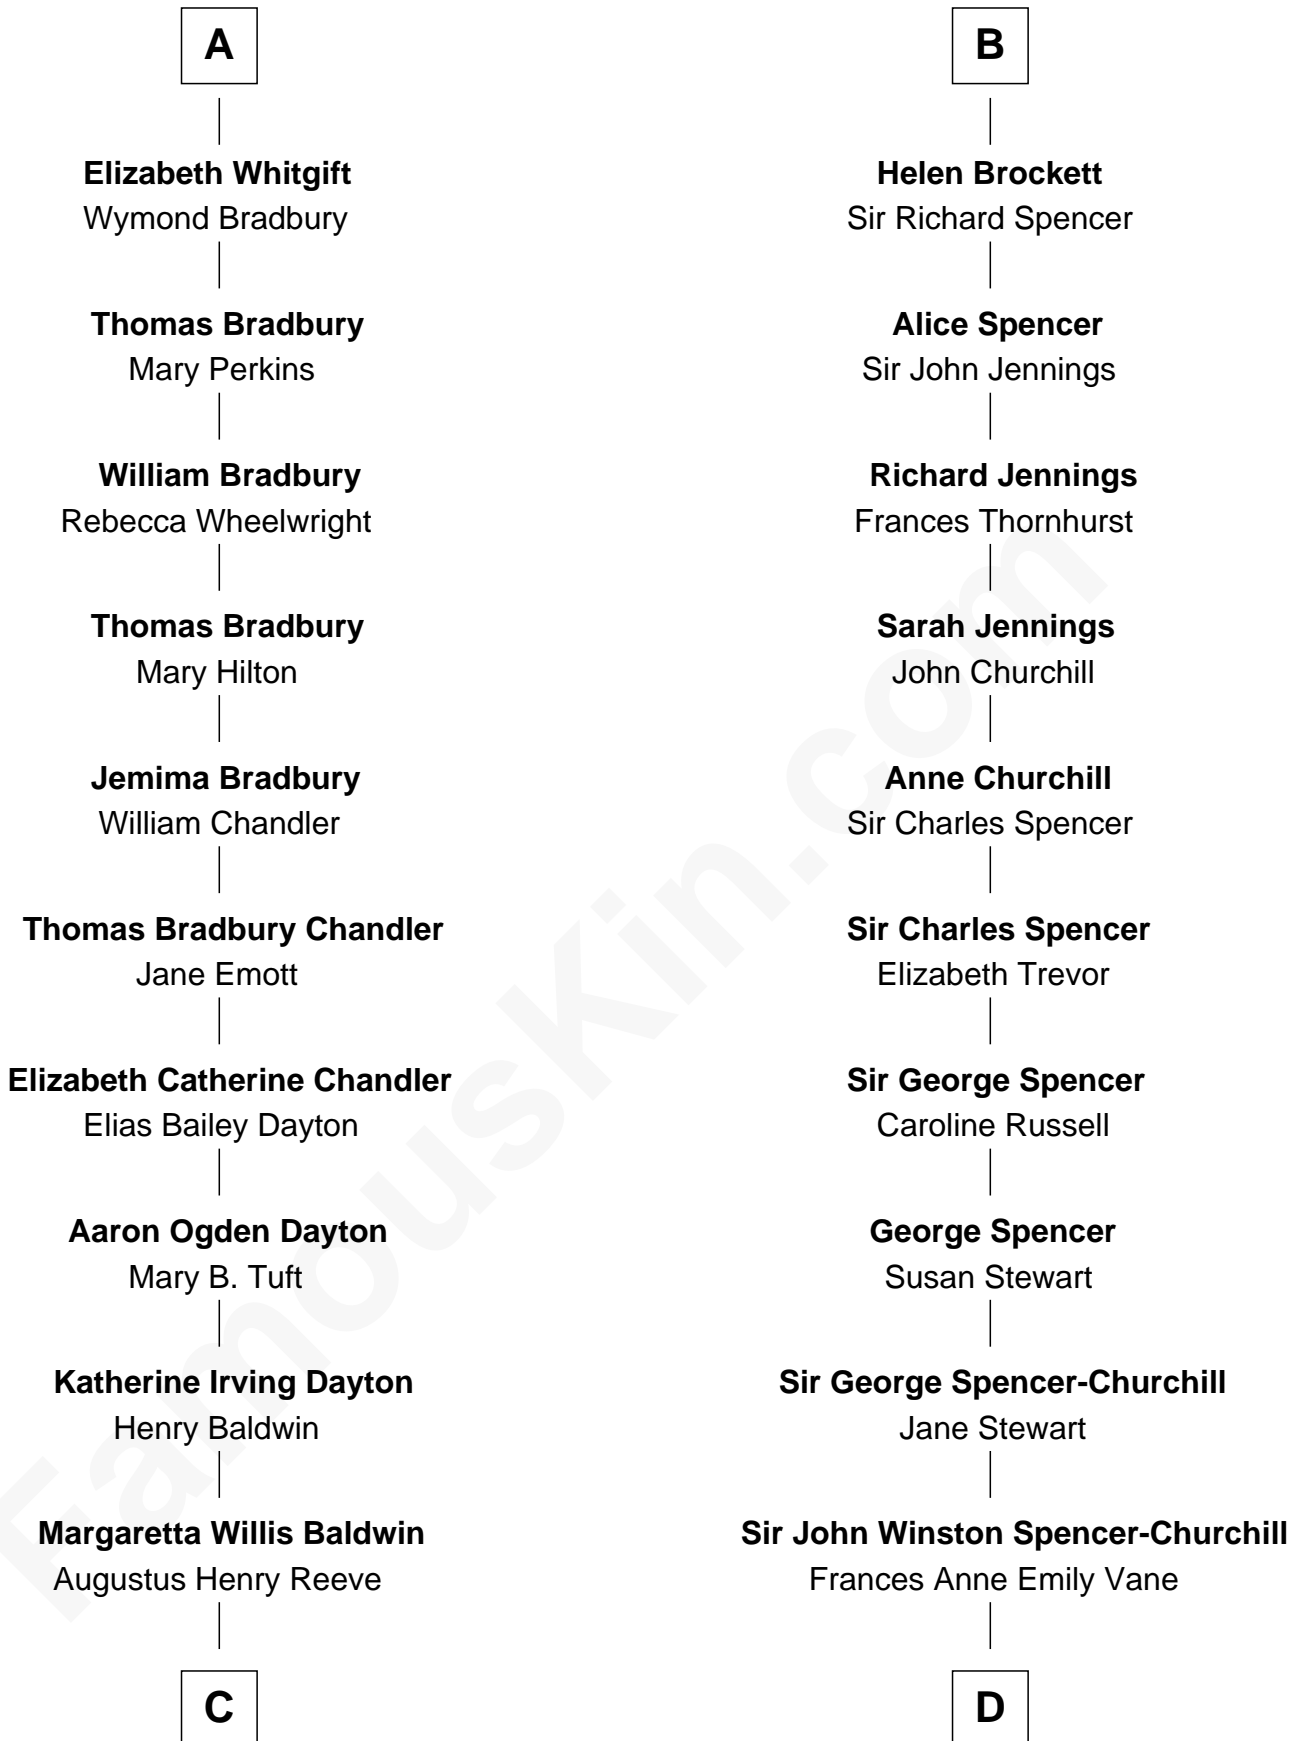 A
Elizabeth Whitgift
Wymond Bradbury
Thomas Bradbury
Mary Perkins
William Bradbury
Rebecca Wheelwright
Thomas Bradbury
Mary Hilton
Jemima Bradbury
William Chandler
Thomas Bradbury Chandler
Jane Emott
Elizabeth Catherine Chandler
Elias Bailey Dayton
Aaron Ogden Dayton
Mary B. Tuft
Katherine Irving Dayton
Henry Baldwin
Margaretta Willis Baldwin
Augustus Henry Reeve
C
B
Helen Brockett
Sir Richard Spencer
Alice Spencer
Sir John Jennings
Richard Jennings
Frances Thornhurst
Sarah Jennings
John Churchill
Anne Churchill
Sir Charles Spencer
Sir Charles Spencer
Elizabeth Trevor
Sir George Spencer
Caroline Russell
George Spencer
Susan Stewart
Sir George Spencer-Churchill
Jane Stewart
Sir John Winston Spencer-Churchill
Frances Anne Emily Vane
D
FamousKin.com